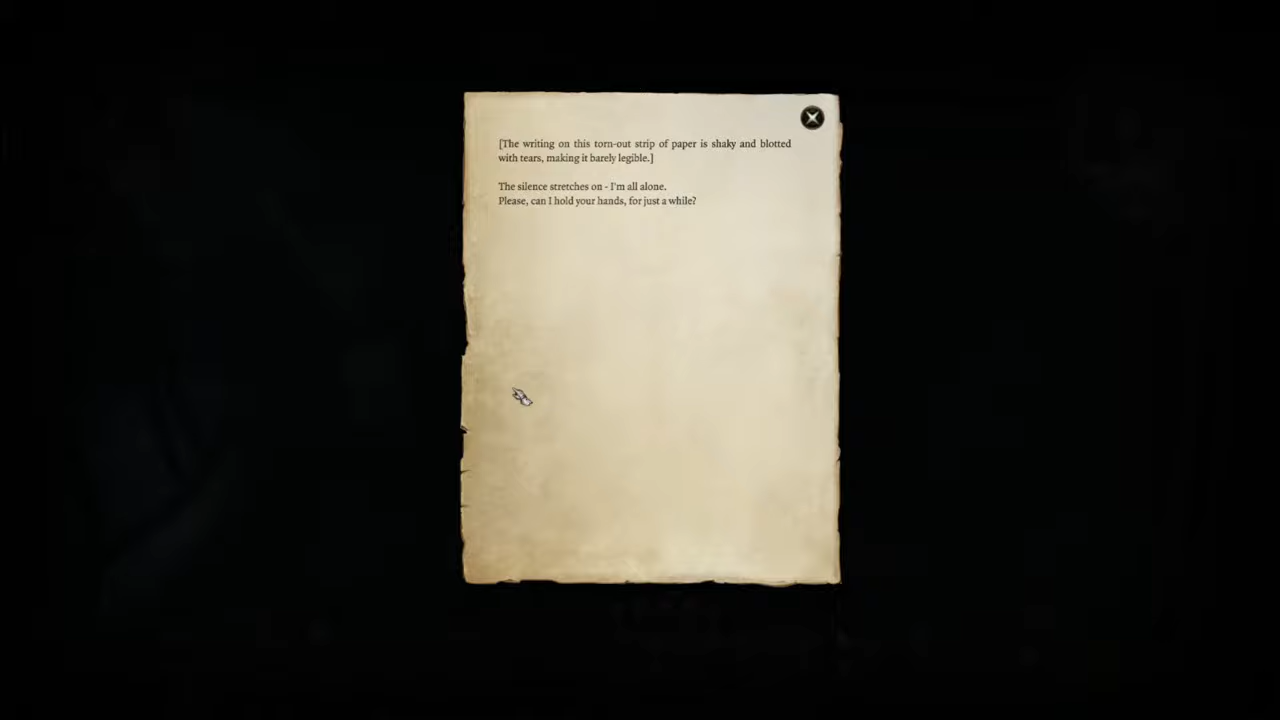 [The writing on this torn-out strip of paper is shaky and blotted
with tears, making it barely legible.]
The silence stretches on - I'm all alone.
Please, can I hold your hands, for just a while?